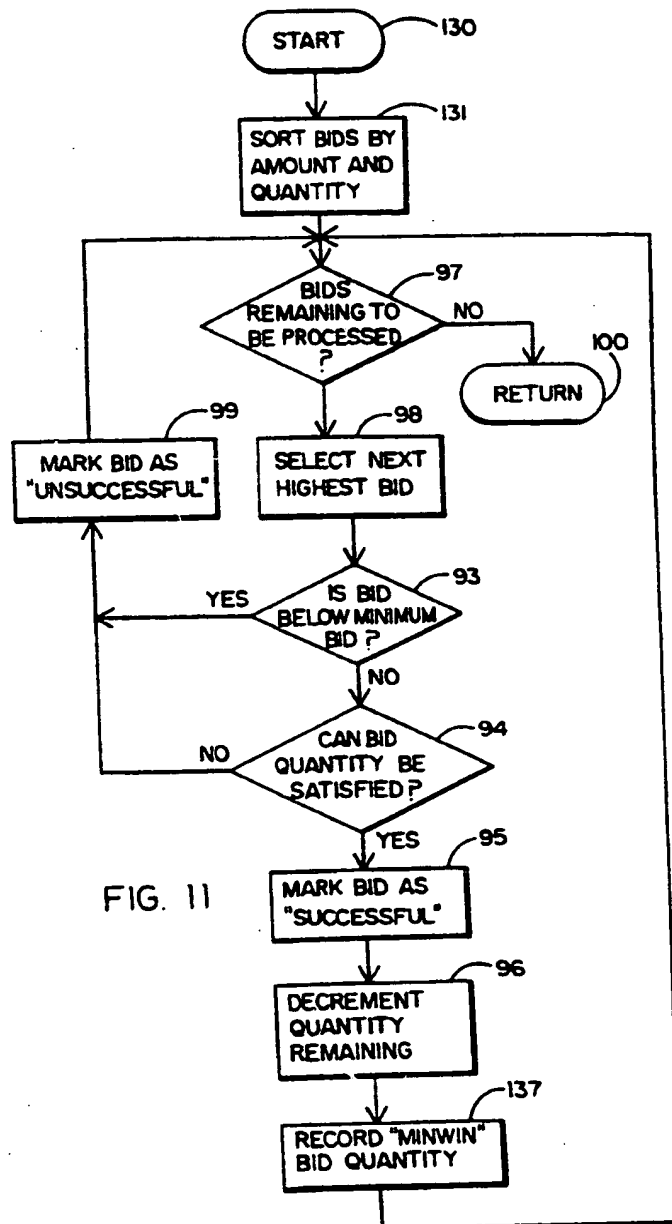 START
130
131
SORT BIDS BY
AMOUNT AND
QUANTITY
97
BIDS
REMAINING TO
BE PROCESSED
?
NO
100
RETURN
99
MARK BID AS
"UNSUCCESSFUL"
98
SELECT NEXT
HIGHEST BID
93
YES
IS BID
BELOW MINIMUM
BID ?
NO
94
NO
CAN BID
QUANTITY BE
SATISFIED?
YES
95
FIG. 11
MARK BID AS
"SUCCESSFUL"
96
DECREMENT
QUANTITY
REMAINING
137
RECORD "MINWIN"
BID QUANTITY